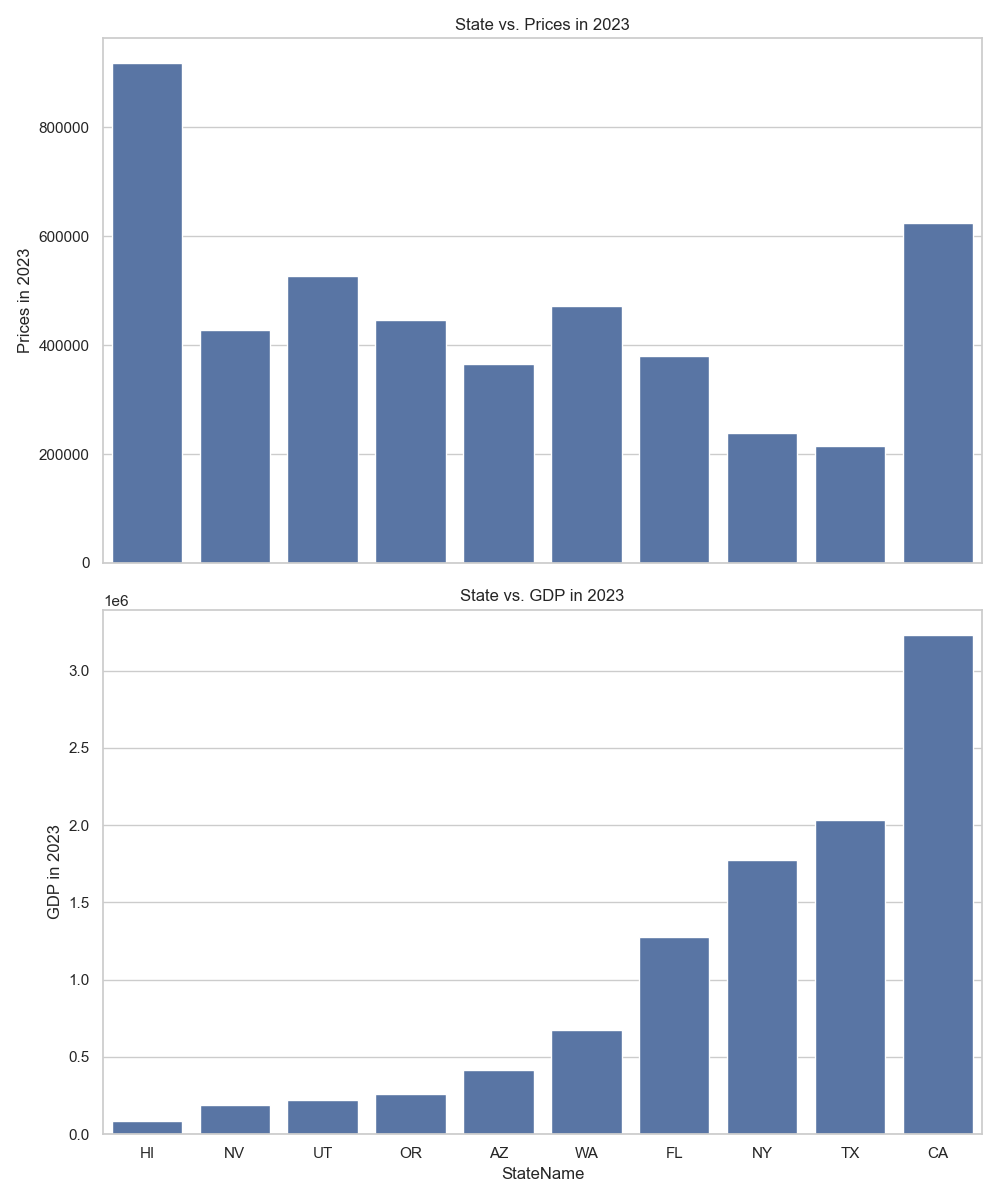 State vs. Prices in 2023
800000
600000
400000
200000
0
Prices in 2023
State vs. GDP in 2023
1e6
3.0
2.5
2.0
1.5
1.0
0.5
0.0
GDP in 2023
HI NV UT OR AZ WA FL NY TX CA
StateName